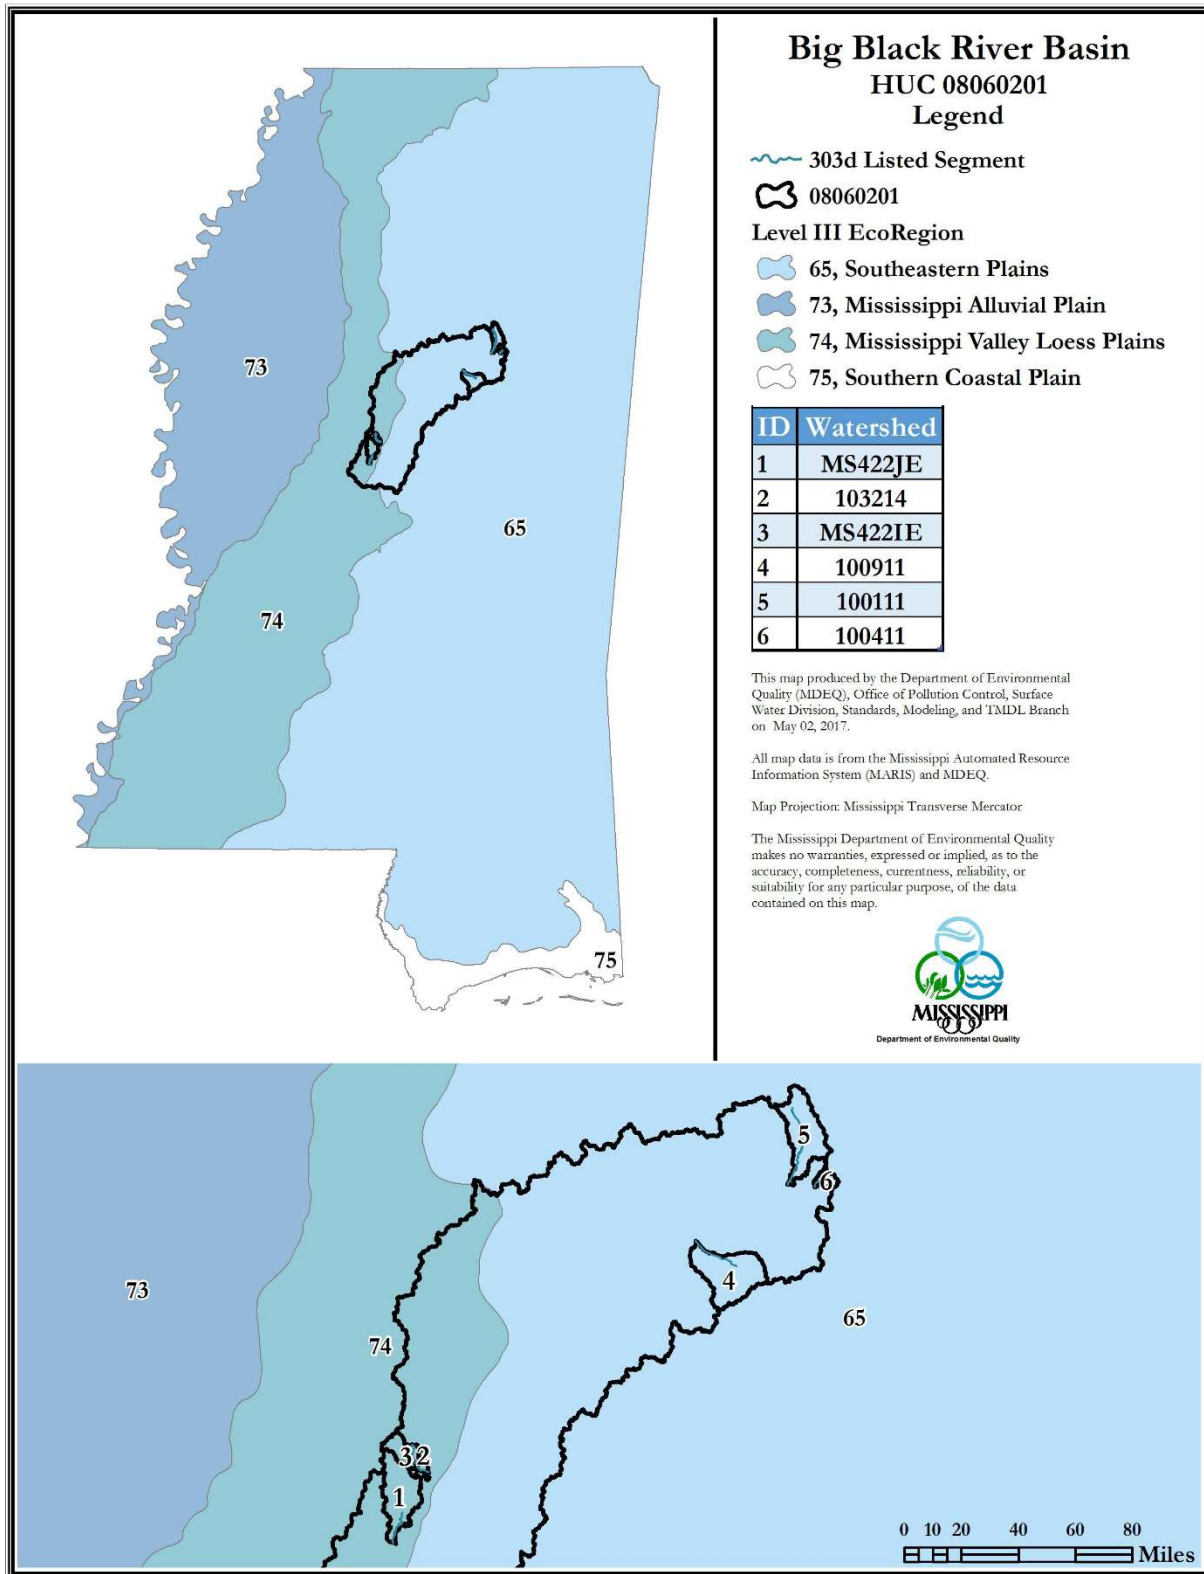 Big Black River Basin
HUC 08060201
Legend
303d Listed Segment
08060201
Level III EcoRegion
65, Southeastern Plains
73, Mississippi Alluvial Plain
74, Mississippi Valley Loess Plains
75, Southern Coastal Plain
ID Watershed
1 MS422JE
2 103214
3 MS422IE
4 100911
5 100111
6 100411
This map produced by the Department of Environmental
Quality (MDEQ), Office of Pollution Control, Surface
Water Division, Standards, Modeling, and TMDL Branch
on May 02, 2017.
All map data is from the Mississippi Automated Resource
Information System (MARIS) and MDEQ.
Map Projection: Mississippi Transverse Mercator
The Mississippi Department of Environmental Quality
makes no warranties, expressed or implied, as to the
accuracy, completeness, currentness, reliability, or
suitability for any particular purpose, of the data
contained on this map.
MISSISSIPPI
Department of Environmental Quality
73
65
74
75
5
6
4
73
65
74
3 2
1
0 10 20 40 60 80
Miles